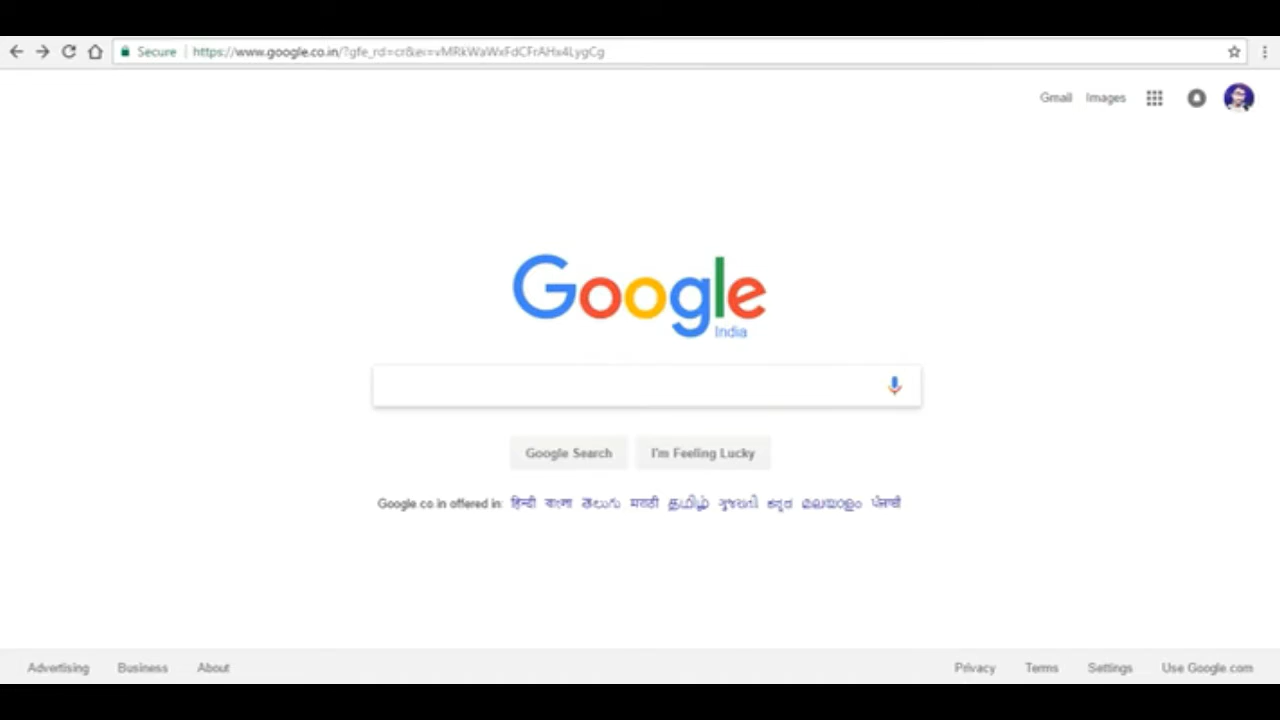 Secure https://www.google.co.in/?gfe_rd=cr&ei=vMRkWaWxFdCFrAHx4LygCg
Gmail Images
Google
India
Google Search I'm Feeling Lucky
Google.co.in offered in: हिन्दी বাংলা తెలుగు मराठी தமிழ் ગુજરાતી ಕನ್ನಡ മലയാളം ਪੰਜਾਬੀ
Advertising Business About Privacy Terms Settings Use Google.com